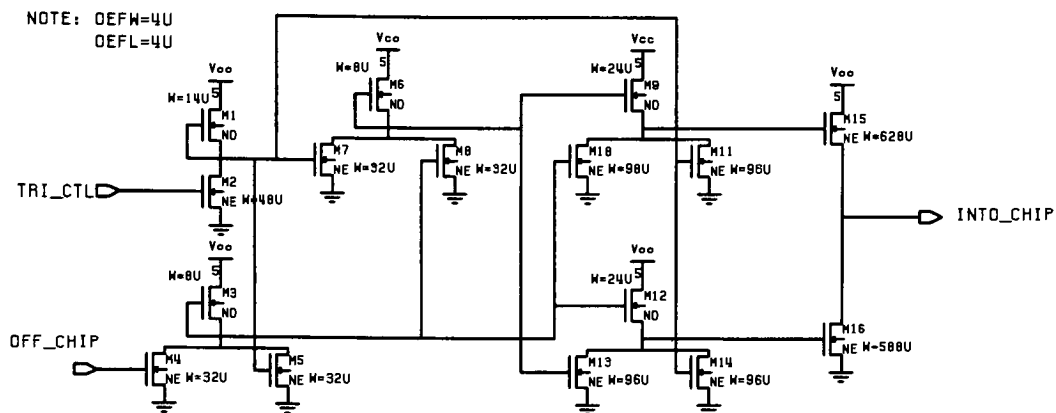 NOTE: DEFW=4U
DEFL=4U
Vcc
5
W=14U
M1
ND
TRI_CTL
M2
NE
W=48U
Vcc
5
W=8U
M6
ND
M7
NE W=32U
M8
NE W=32U
Vcc
5
W=24U
M9
ND
M10
NE W=98U
M11
NE W=96U
Vcc
5
M15
NE W=628U
INTO_CHIP
Vcc
5
W=8U
M3
ND
OFF_CHIP
M4
NE W=32U
M5
NE W=32U
Vcc
5
W=24U
M12
ND
M13
NE W=96U
M14
NE W=96U
M16
NE W=588U